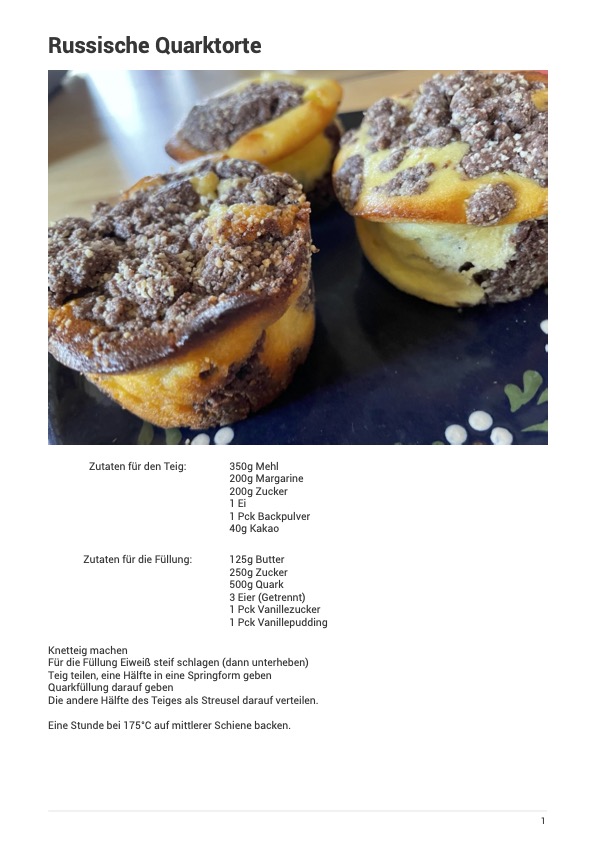 Russische Quarktorte
Zutaten für den Teig:
350g Mehl
200g Margarine
200g Zucker
1 Ei
1 Pck Backpulver
40g Kakao
Zutaten für die Füllung:
125g Butter
250g Zucker
500g Quark
3 Eier (Getrennt)
1 Pck Vanillezucker
1 Pck Vanillepudding
Knetteig machen
Für die Füllung Eiweiß steif schlagen (dann unterheben)
Teig teilen, eine Hälfte in eine Springform geben
Quarkfüllung darauf geben
Die andere Hälfte des Teiges als Streusel darauf verteilen.
Eine Stunde bei 175°C auf mittlerer Schiene backen.
1